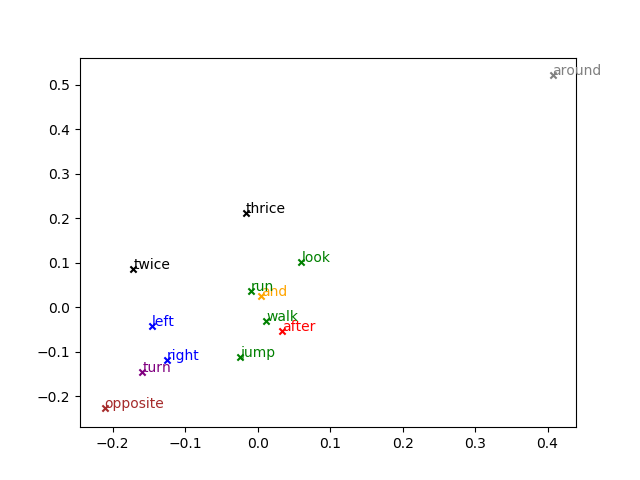 around
0.5
0.4
0.3
thrice
0.2
look
twice
0.1
run
and
0.0
left
walk
after
right
jump
−0.1
turn
opposite
−0.2
−0.2 −0.1 0.0 0.1 0.2 0.3 0.4